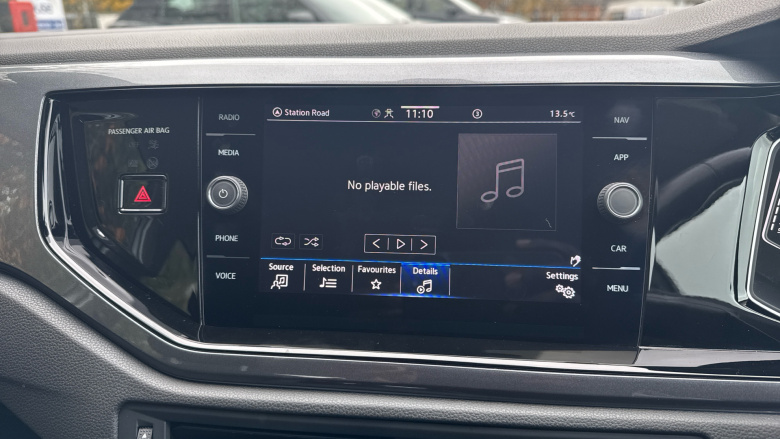 PASSENGER AIR BAG
RADIO
MEDIA
PHONE
VOICE
Station Road
11:10
3
13.5°C
No playable files.
Source
Selection
Favourites
Details
Settings
NAV
APP
CAR
MENU